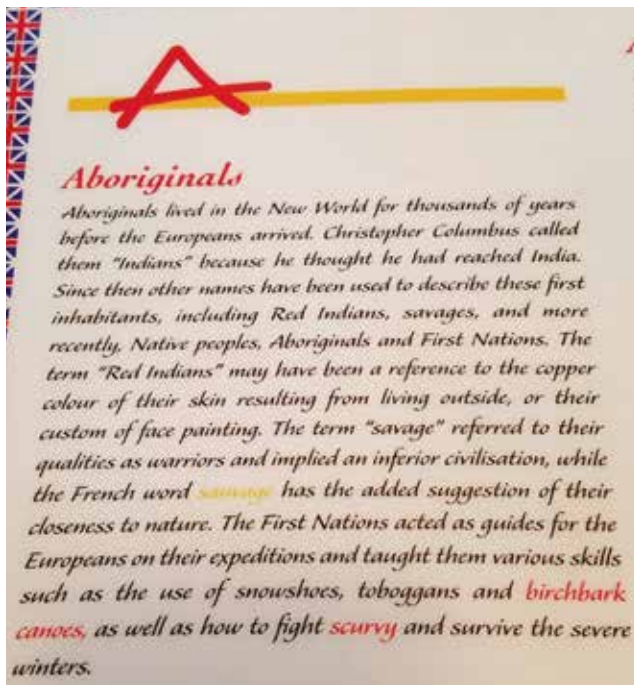 A
Aboriginals
Aboriginals lived in the New World for thousands of years
before the Europeans arrived. Christopher Columbus called
them "Indians" because he thought he had reached India.
Since then other names have been used to describe these first
inhabitants, including Red Indians, savages, and more
recently, Native peoples, Aboriginals and First Nations. The
term "Red Indians" may have been a reference to the copper
colour of their skin resulting from living outside, or their
custom of face painting. The term "savage" referred to their
qualities as warriors and implied an inferior civilisation, while
the French word sauvage has the added suggestion of their
closeness to nature. The First Nations acted as guides for the
Europeans on their expeditions and taught them various skills
such as the use of snowshoes, toboggans and birchbark
canoes, as well as how to fight scurvy and survive the severe
winters.